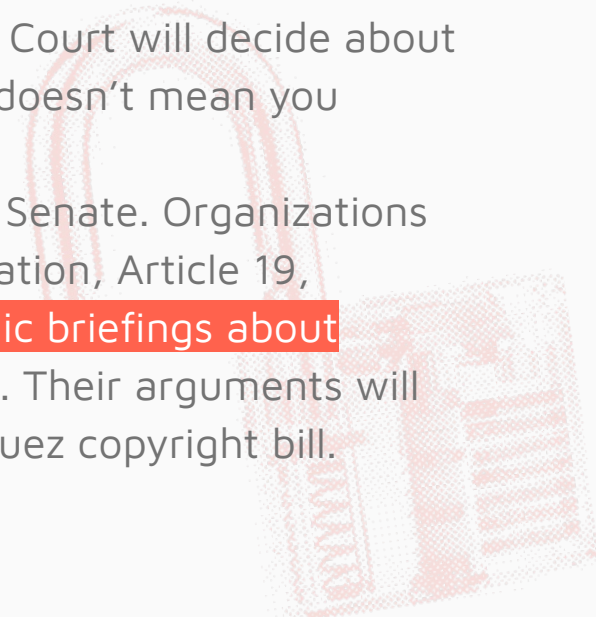 Court will decide about
doesn't mean you
Senate. Organizations
ation, Article 19,
ic briefings about
. Their arguments will
uez copyright bill.